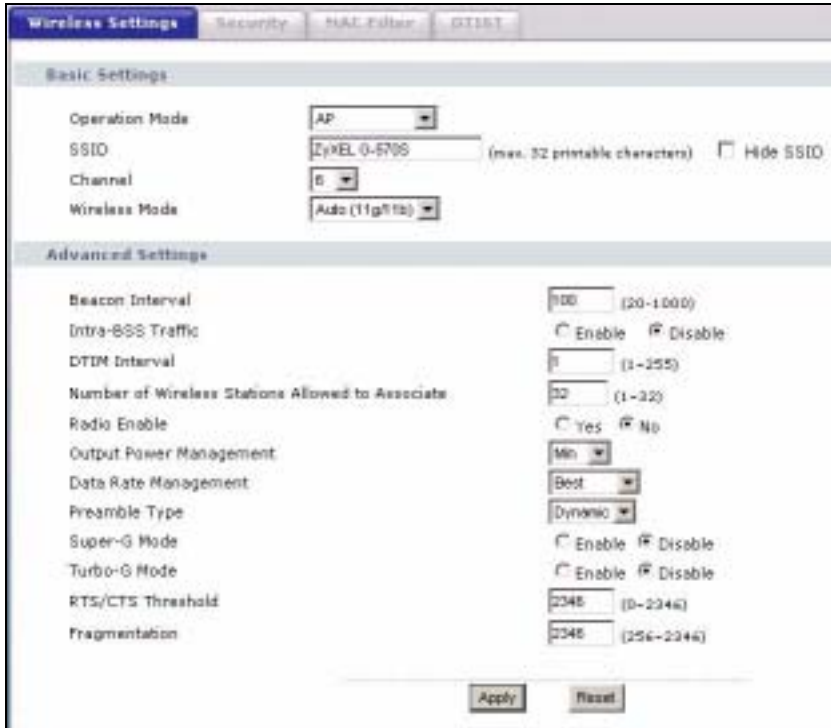 Wireless Settings Security MAC Filter OTIST
Basic Settings
Operation Mode AP
SSID ZyXEL G-570S (max. 32 printable characters) Hide SSID
Channel 6
Wireless Mode Auto (11g/11b)
Advanced Settings
Beacon Interval 100 (20~1000)
Intra-BSS Traffic Enable Disable
DTIM Interval 1 (1~255)
Number of Wireless Stations Allowed to Associate 32 (1~32)
Radio Enable Yes No
Output Power Management Min
Data Rate Management Best
Preamble Type Dynamic
Super-G Mode Enable Disable
Turbo-G Mode Enable Disable
RTS/CTS Threshold 2346 (0~2346)
Fragmentation 2346 (256~2346)
Apply Reset